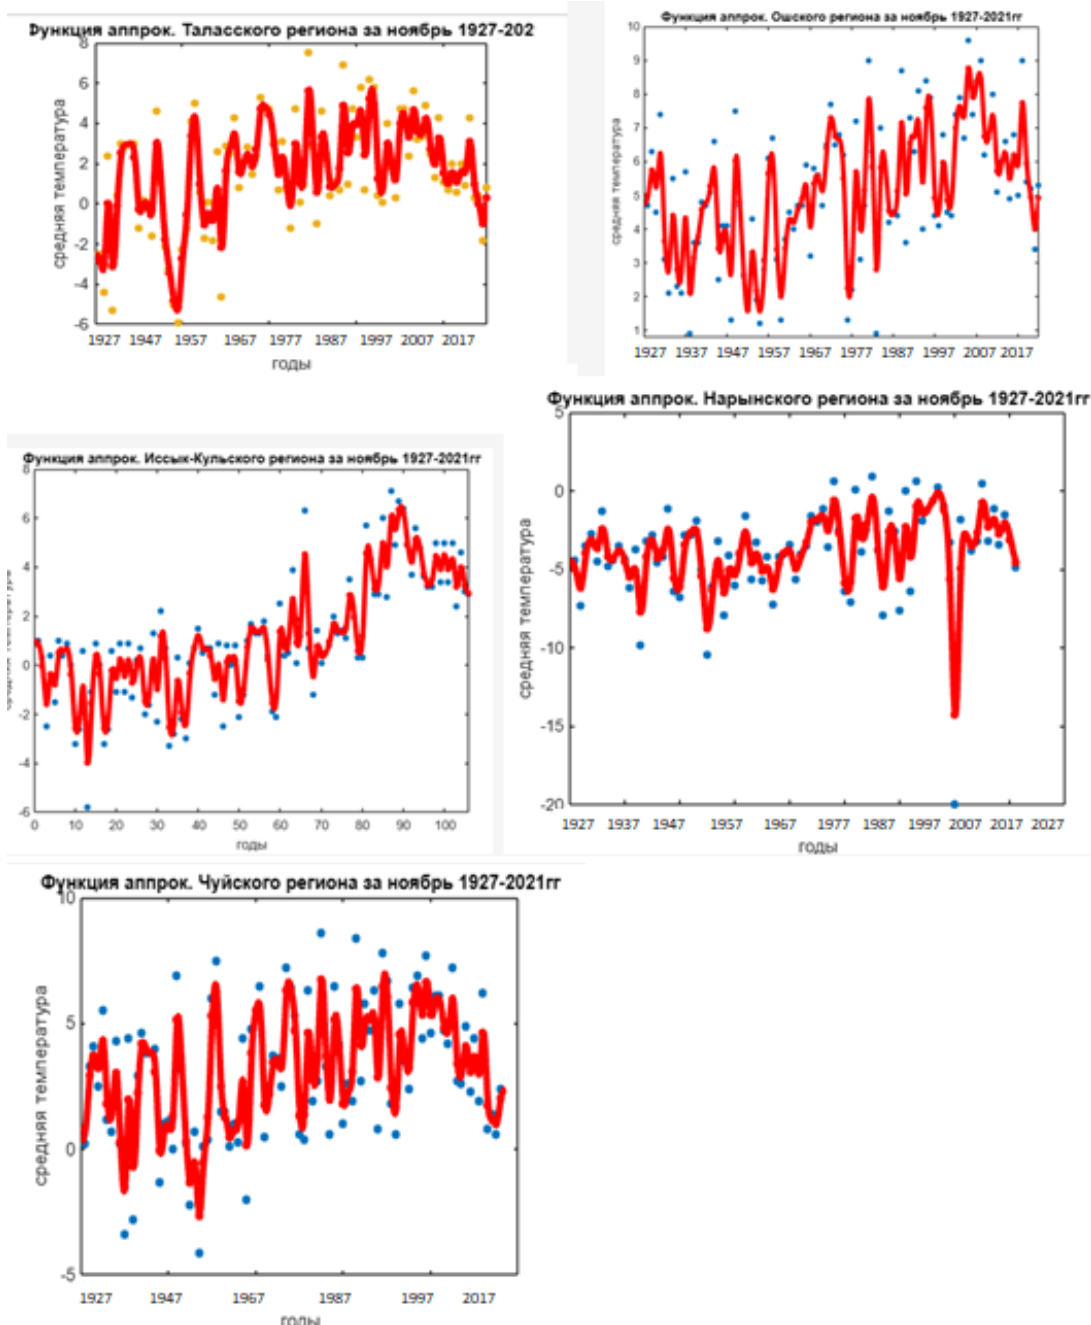 Функция аппрок. Таласского региона за ноябрь 1927-202
8
6
4
2
0
-2
-4
-6
средняя температура
1927 1947 1957 1967 1977 1987 1997 2007 2017
годы
Функция аппрок. Ошского региона за ноябрь 1927-2021гг
10
9
8
7
6
5
4
3
2
1
средняя температура
1927 1937 1947 1957 1967 1977 1987 1997 2007 2017
годы
Функция аппрок. Иссык-Кульского региона за ноябрь 1927-2021гг
8
6
4
2
0
-2
-4
-6
средняя температура
0 10 20 30 40 50 60 70 80 90 100
годы
Функция аппрок. Нарынского региона за ноябрь 1927-2021гг
5
0
-5
-10
-15
-20
средняя температура
1927 1937 1947 1957 1967 1977 1987 1997 2007 2017 2027
годы
Функция аппрок. Чуйского региона за ноябрь 1927-2021гг
10
5
0
-5
средняя температура
1927 1947 1967 1987 1997 2017
годы